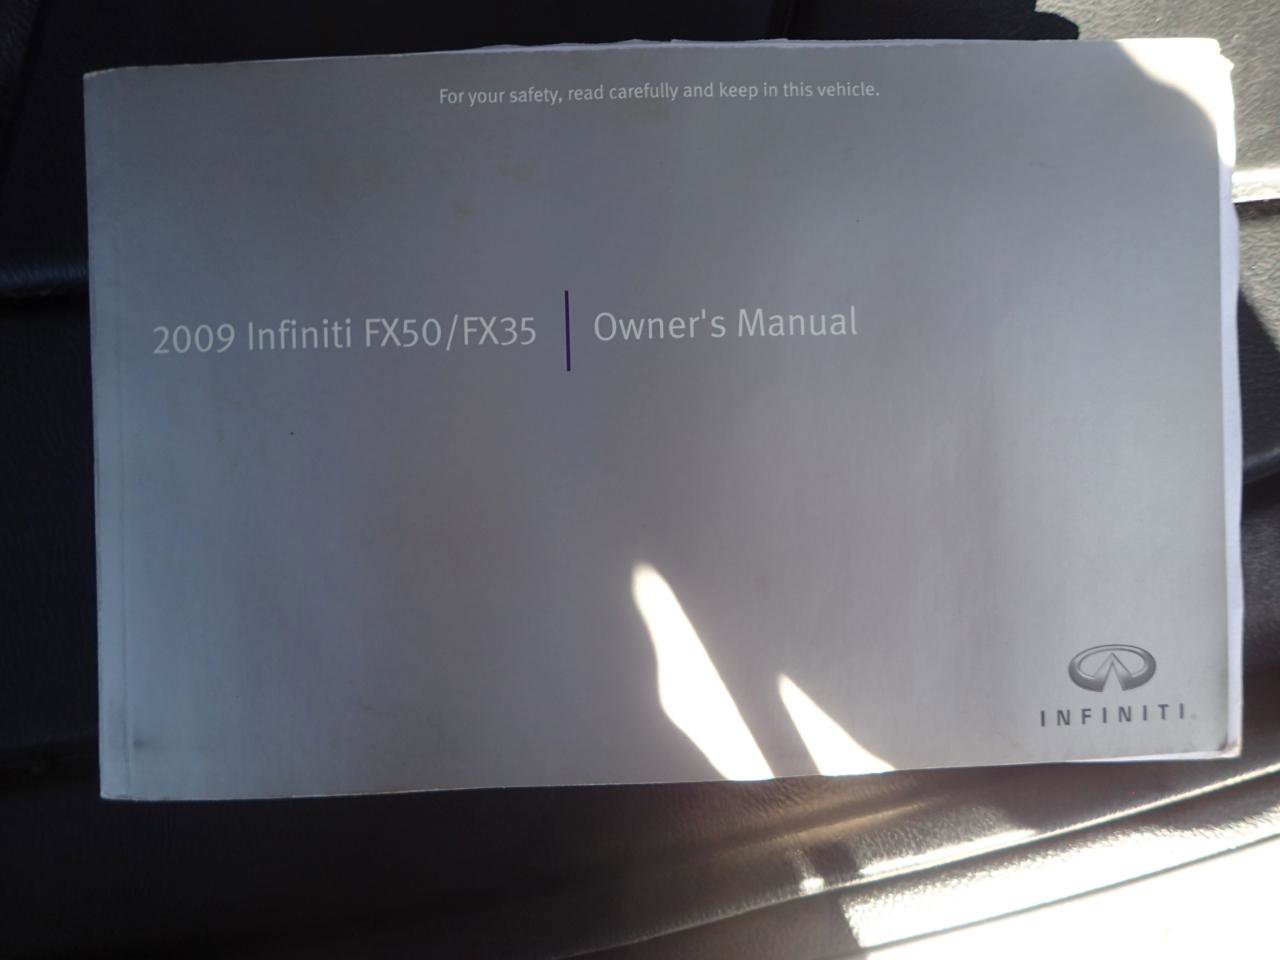 For your safety, read carefully and keep in this vehicle.
2009 Infiniti FX50/FX35 | Owner's Manual
INFINITI®